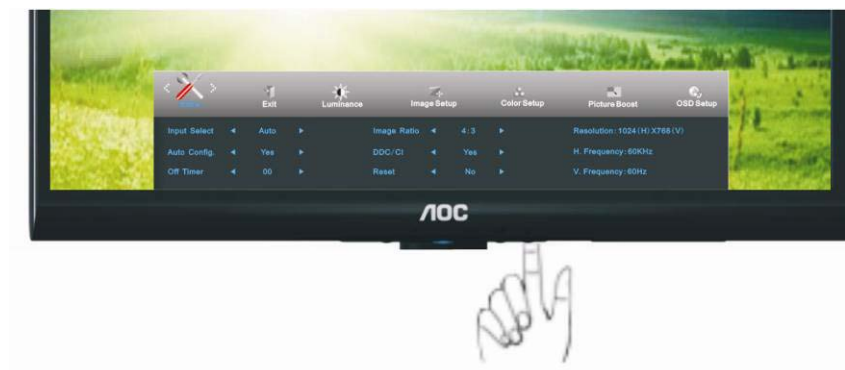 Exit Luminance Image Setup Color Setup Picture Boost OSD Setup
Input Select Auto Image Ratio 4:3 Resolution: 1024(H)X768(V)
Auto Config. Yes DDC/CI Yes H. Frequency:60KHz
Off Timer 00 Reset No V. Frequency:60Hz
AOC